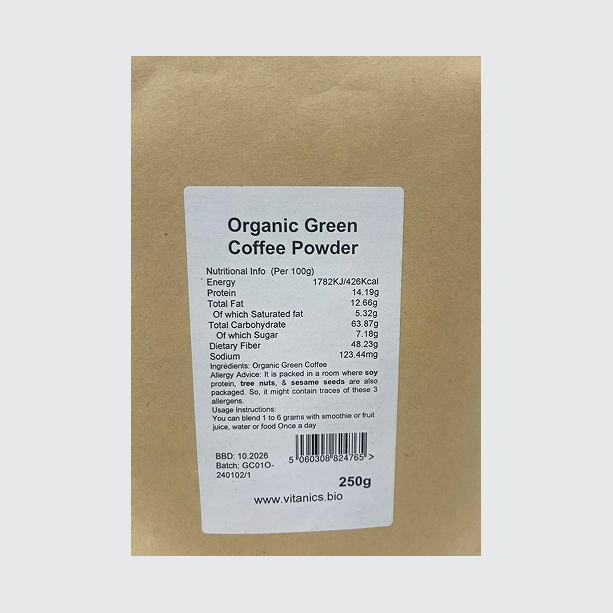 Organic Green
Coffee Powder
Nutritional Info (Per 100g)
Energy 1782KJ/426Kcal
Protein 14.19g
Total Fat 12.66g
Of which Saturated fat 5.32g
Total Carbohydrate 63.87g
Of which Sugar 7.18g
Dietary Fiber 48.23g
Sodium 123.44mg
Ingredients: Organic Green Coffee
Allergy Advice: It is packed in a room where soy
protein, tree nuts, & sesame seeds are also
packaged. So, it might contain traces of these 3
allergens.
Usage Instructions:
You can blend 1 to 6 grams with smoothie or fruit
juice, water or food Once a day
BBD: 10.2026
Batch: GC01O-
240102/1
5 060308 824765 >
250g
www.vitanics.bio